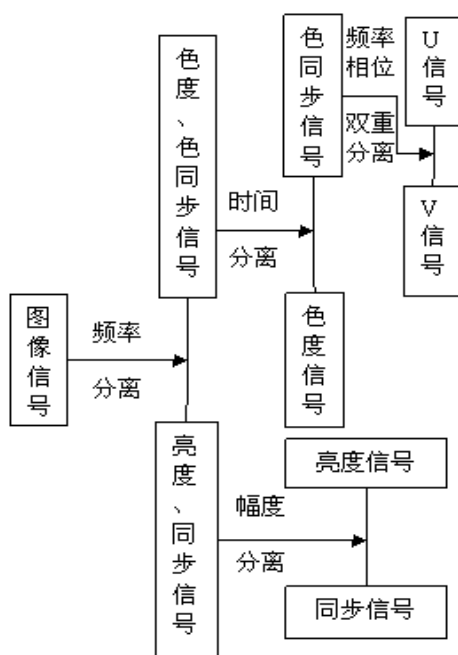 图像信号
频率
分离
色度、色同步信号
时间
分离
色同步信号
频率
相位
双重
分离
U信号
V信号
色度信号
亮度、同步信号
幅度
分离
亮度信号
同步信号